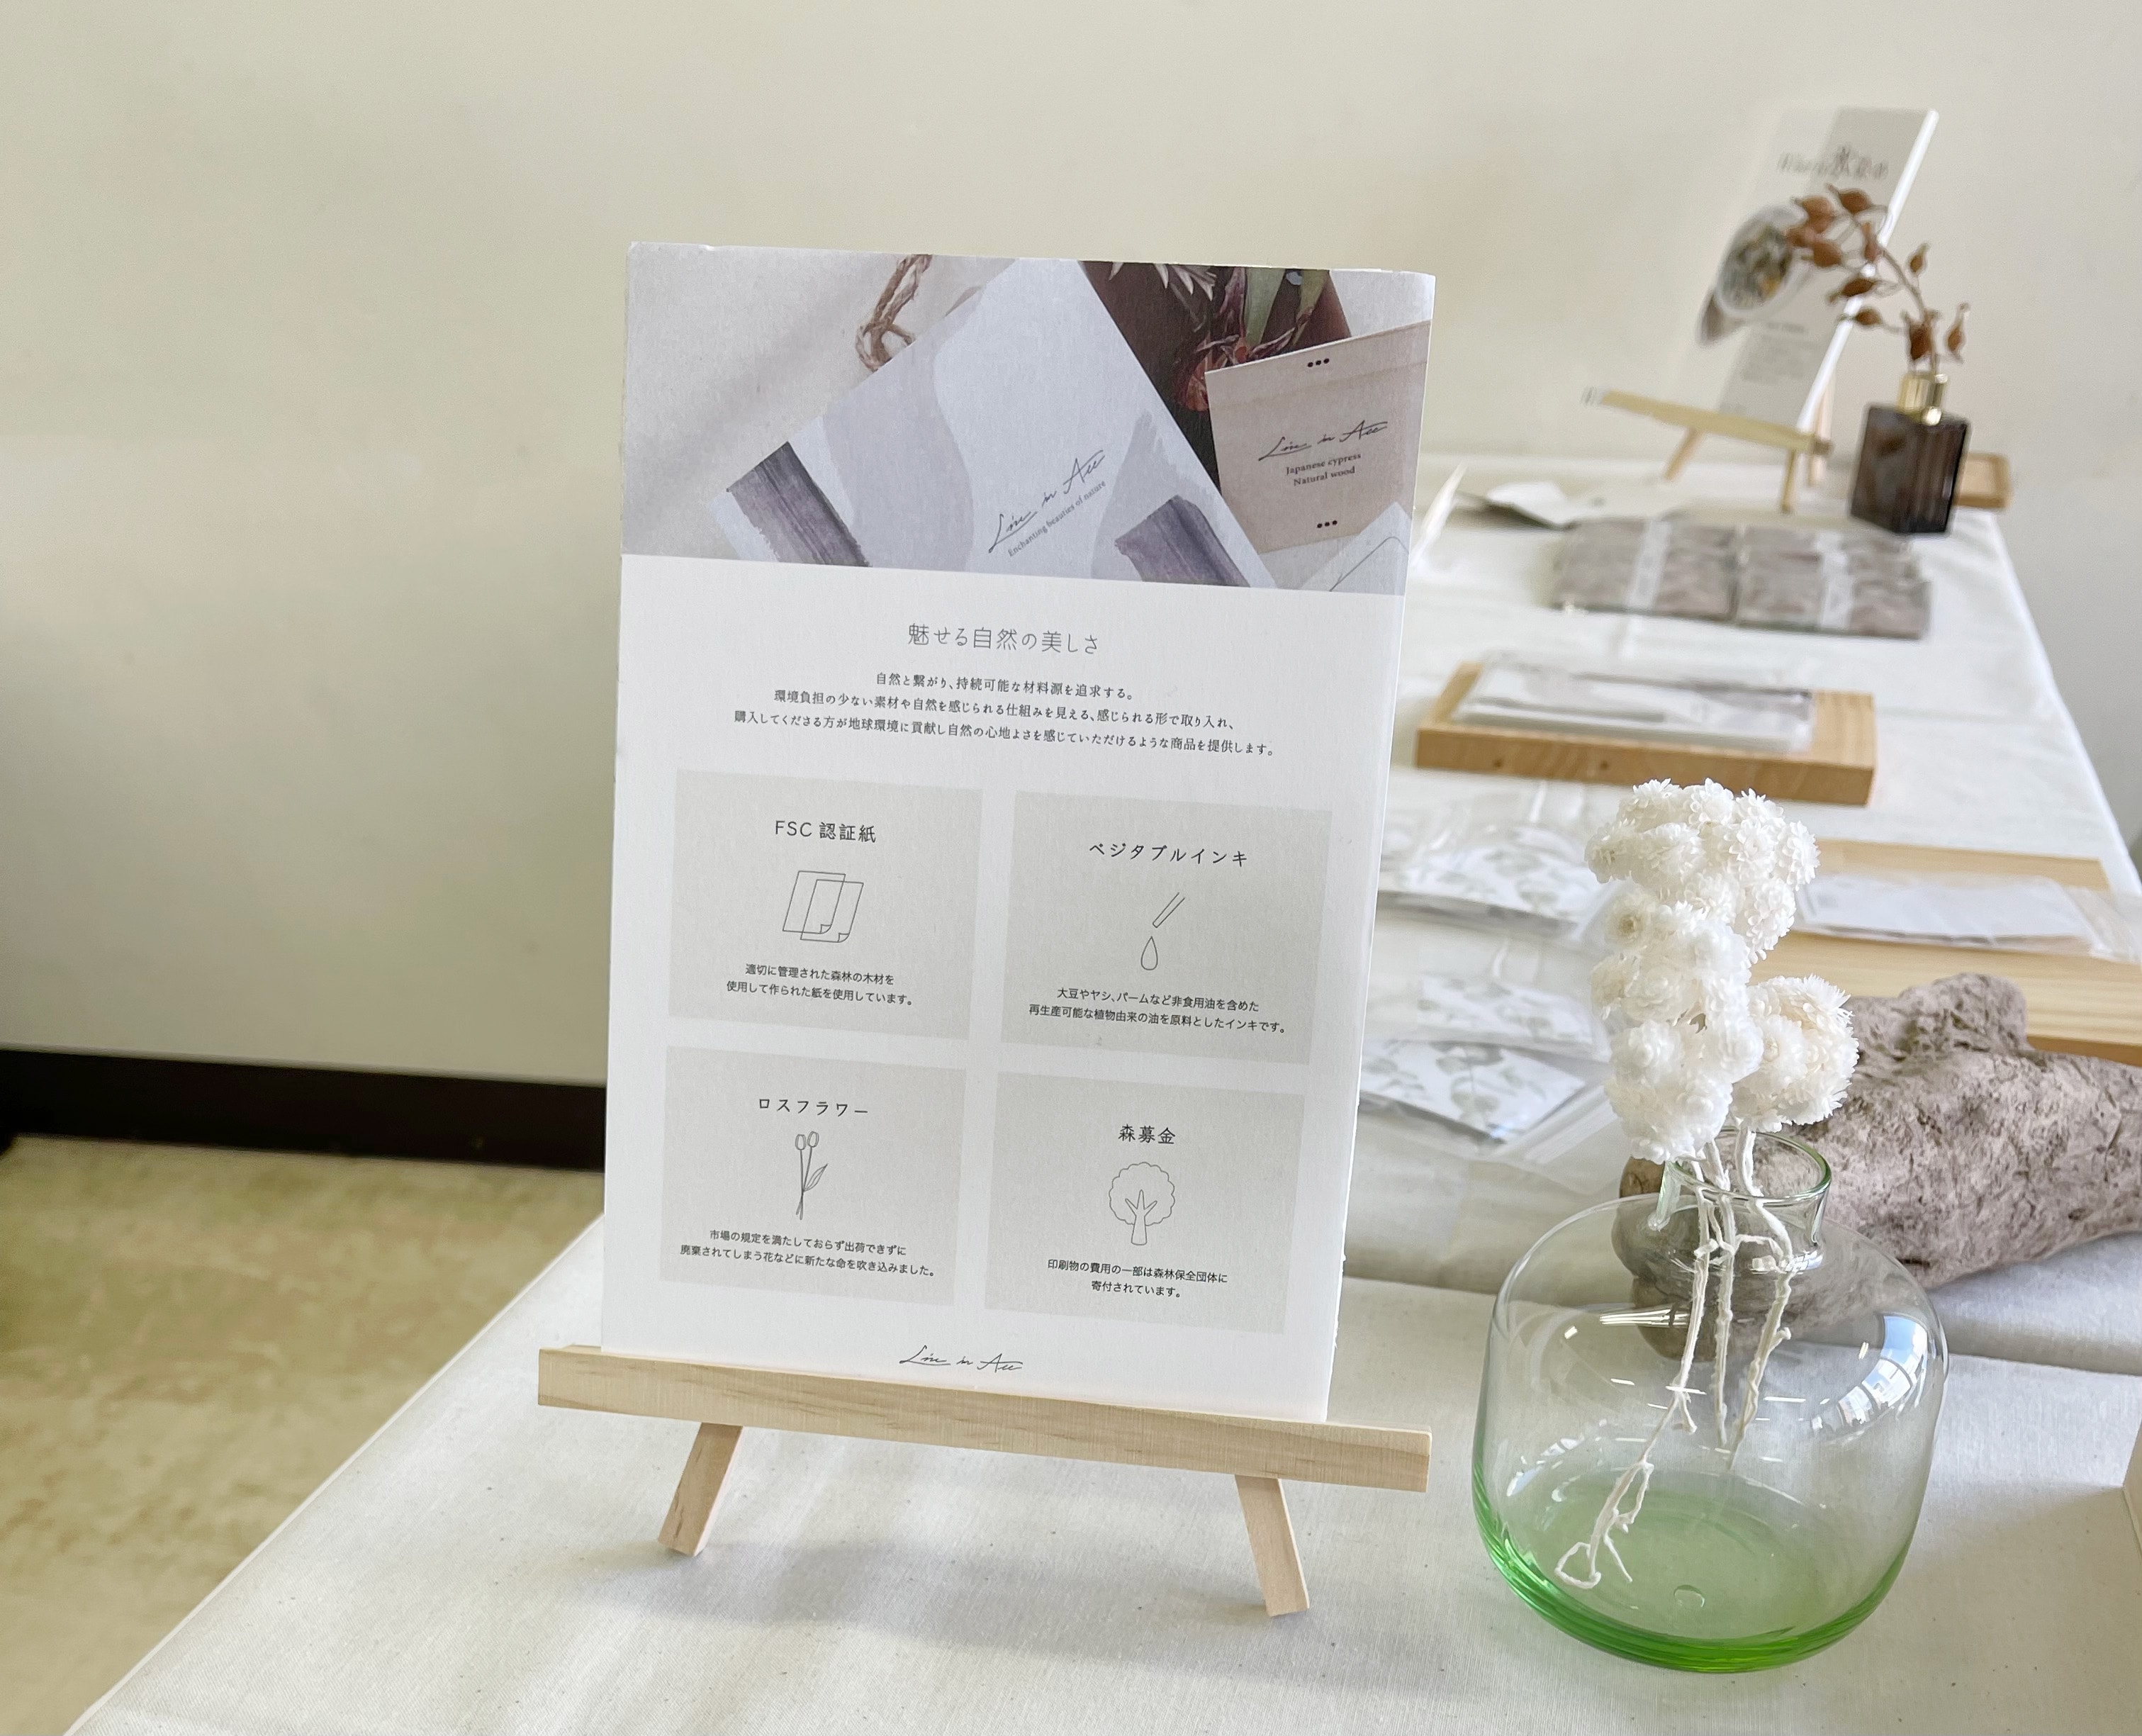 Enchanting beauties of nature
Japanese cypress
Natural wood
魅せる自然の美しさ
自然と繋がり、持続可能な材料源を追求する。
環境負担の少ない素材や自然を感じられる仕組みを見える、感じられる形で取り入れ、
購入してくださる方が地球環境に貢献し自然の心地よさを感じていただけるような商品を提供します。
FSC 認証紙
適切に管理された森林の木材を
使用して作られた紙を使用しています。
ベジタブルインキ
大豆やヤシ、パームなど非食用油を含めた
再生産可能な植物由来の油を原料としたインキです。
ロスフラワー
市場の規定を満たしておらず出荷できずに
廃棄されてしまう花などに新たな命を吹き込みました。
森募金
印刷物の費用の一部は森林保全団体に
寄付されています。